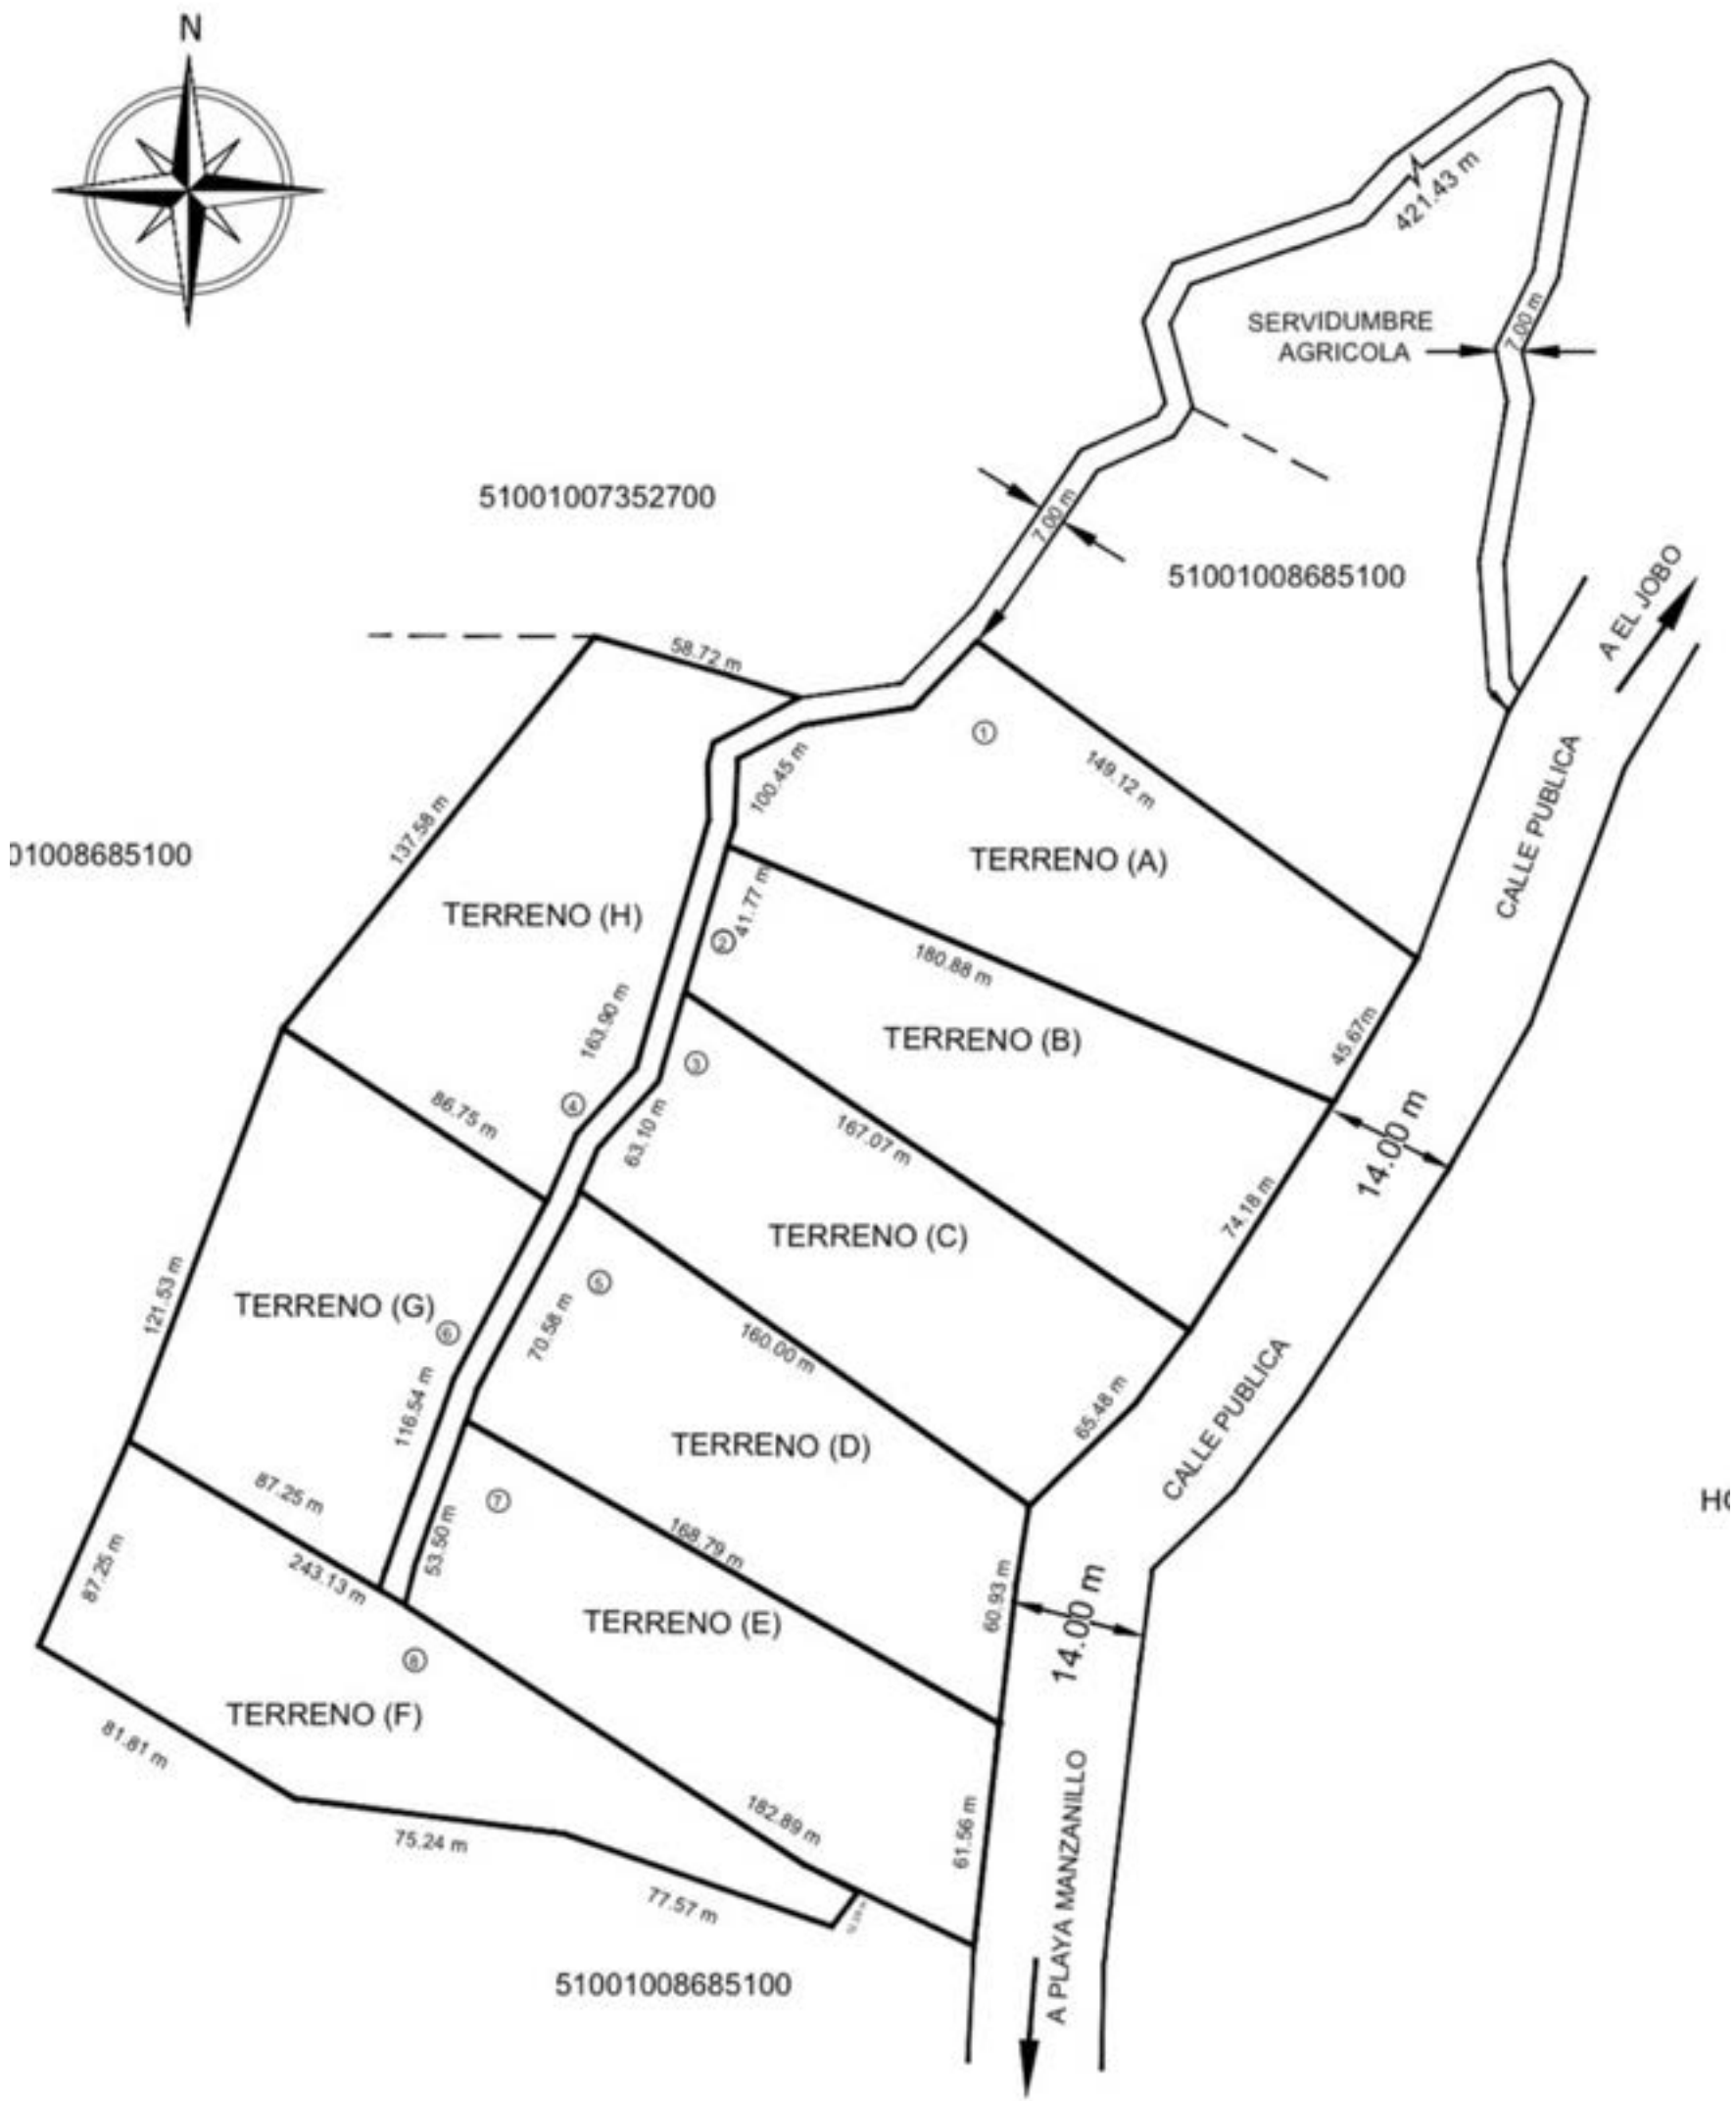 N
421.43 m
SERVIDUMBRE
AGRICOLA
7.00 m
51001007352700
7.00 m
51001008685100
A EL JOBO
58.72 m
1
149.12 m
CALLE PUBLICA
100.45 m
137.58 m
01008685100
TERRENO (A)
TERRENO (H)
41.77 m
2
180.88 m
163.90 m
TERRENO (B)
45.67m
3
4
86.75 m
63.10 m
167.07 m
14.00 m
74.18 m
TERRENO (C)
121.53 m
TERRENO (G)
5
6
70.58 m
160.00 m
116.54 m
65.48 m
CALLE PUBLICA
TERRENO (D)
87.25 m
7
53.50 m
168.79 m
HO
243.13 m
87.25 m
60.93 m
14.00 m
TERRENO (E)
8
TERRENO (F)
81.81 m
75.24 m
182.89 m
61.56 m
A PLAYA MANZANILLO
77.57 m
51001008685100